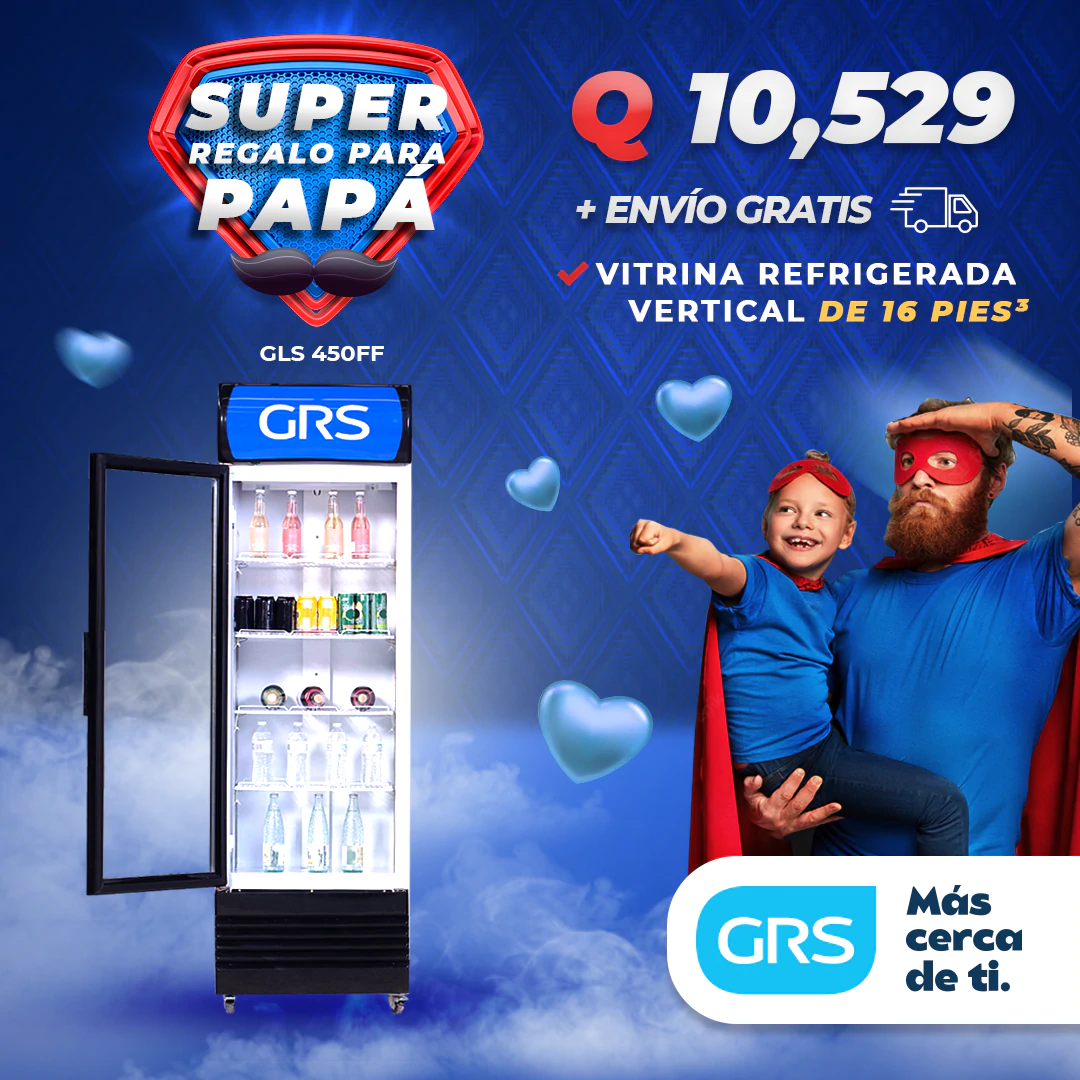 SUPER
REGALO PARA
PAPÁ
Q 10,529
+ ENVÍO GRATIS
VITRINA REFRIGERADA
VERTICAL DE 16 PIES³
GLS 450FF
GRS
GRS
Más
cerca
de ti.